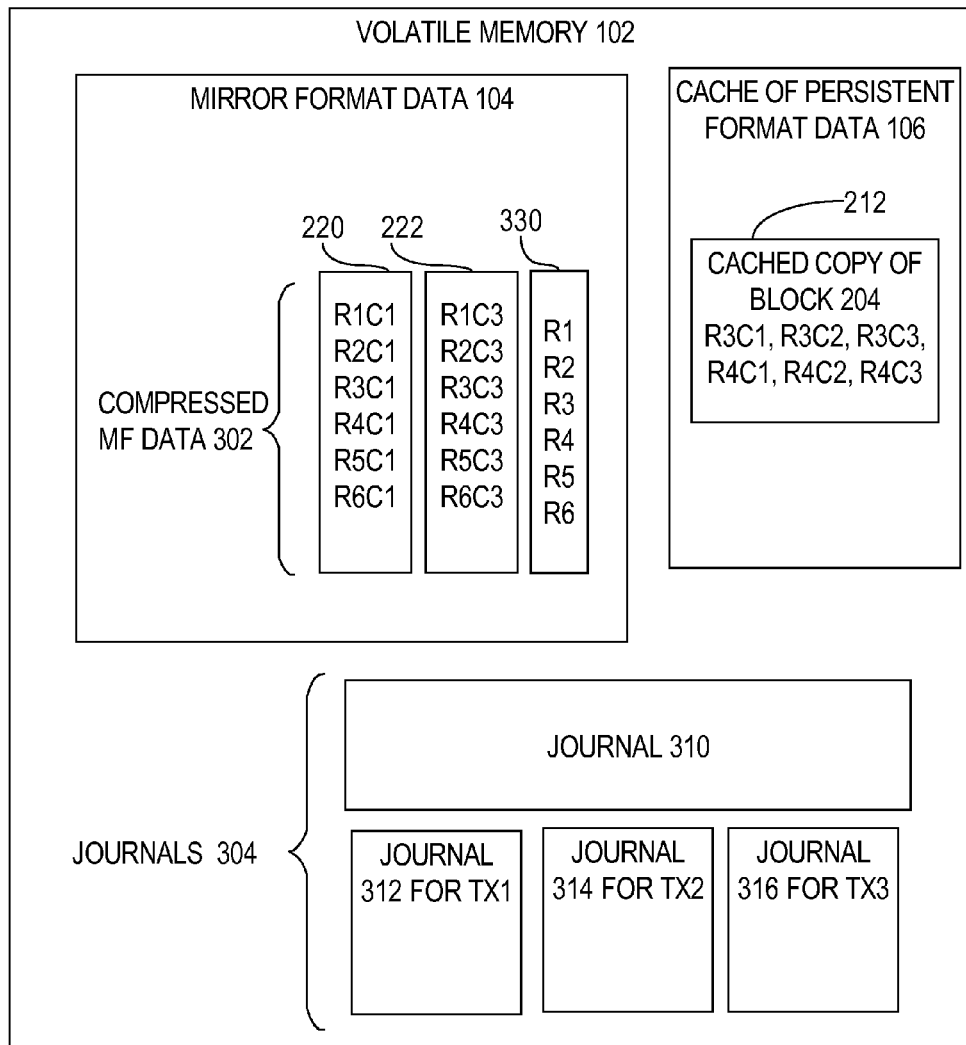 VOLATILE MEMORY 102
MIRROR FORMAT DATA 104
220
222
330
COMPRESSED
MF DATA 302
R1C1
R2C1
R3C1
R4C1
R5C1
R6C1
R1C3
R2C3
R3C3
R4C3
R5C3
R6C3
R1
R2
R3
R4
R5
R6
CACHE OF PERSISTENT
FORMAT DATA 106
212
CACHED COPY OF
BLOCK 204
R3C1, R3C2, R3C3,
R4C1, R4C2, R4C3
JOURNALS 304
JOURNAL 310
JOURNAL
312 FOR TX1
JOURNAL
314 FOR TX2
JOURNAL
316 FOR TX3